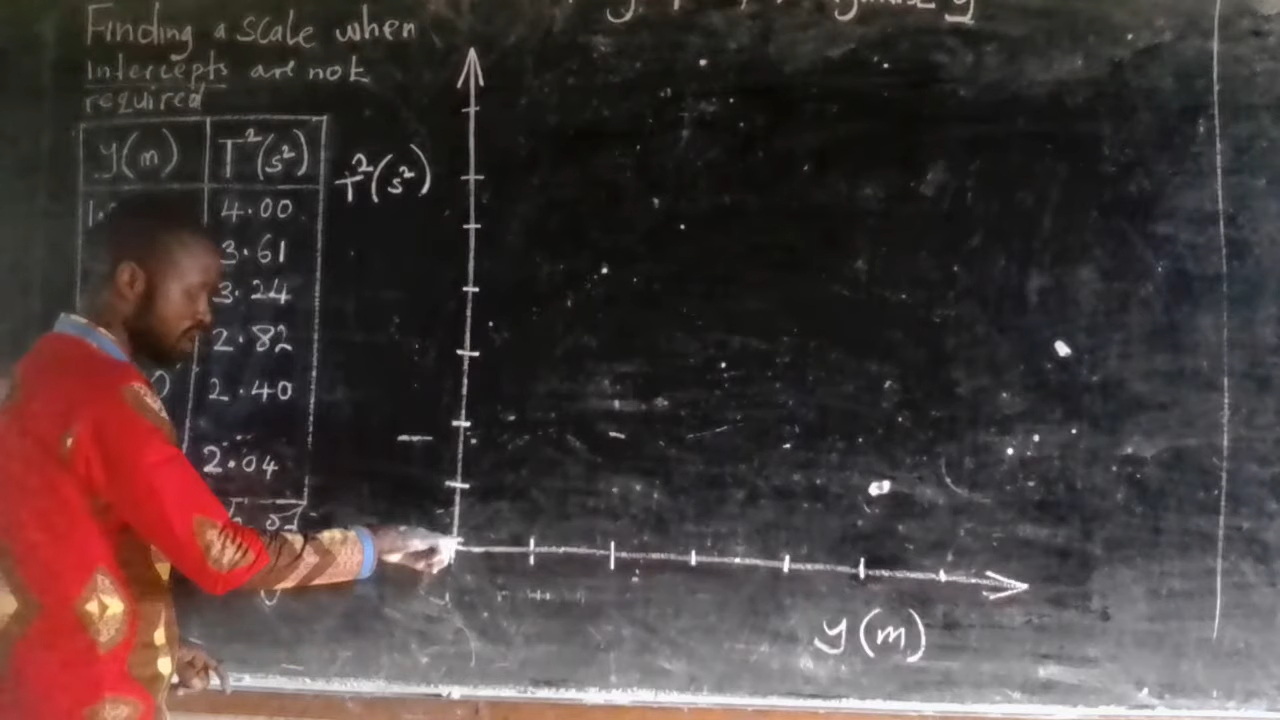 Finding a scale when
intercepts are not
required
y(m) T²(s²)
4.00
3.61
3.24
2.82
2.40
2.04
T²(s²)
y(m)